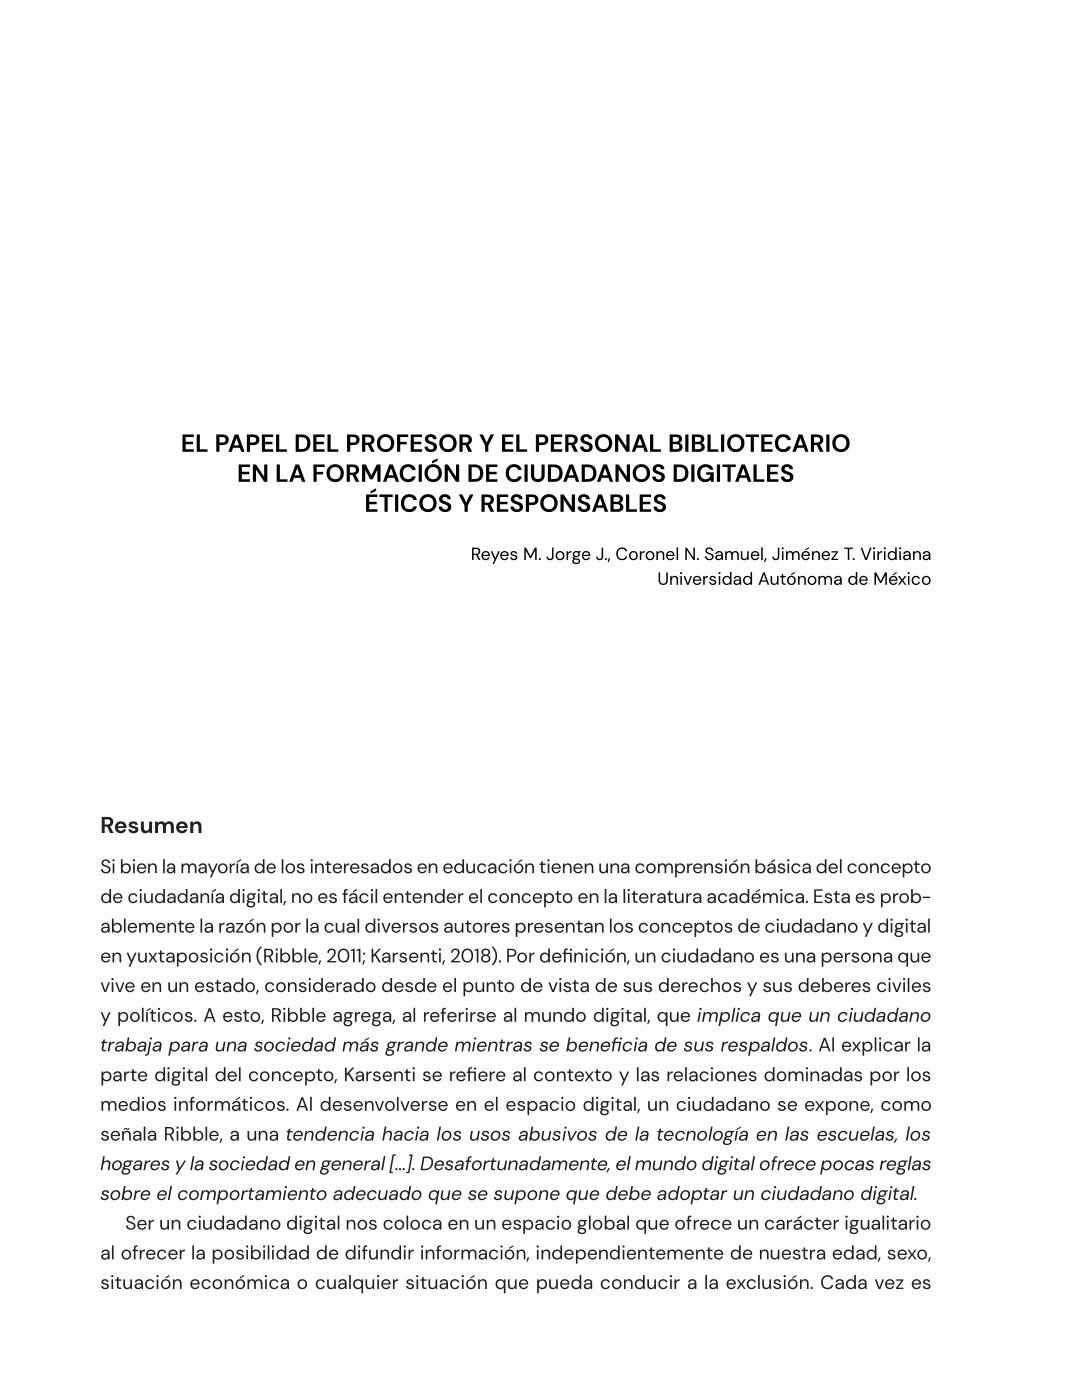 EL PAPEL DEL PROFESOR Y EL PERSONAL BIBLIOTECARIO
EN LA FORMACIÓN DE CIUDADANOS DIGITALES
ÉTICOS Y RESPONSABLES
Reyes M. Jorge J., Coronel N. Samuel, Jiménez T. Viridiana
Universidad Autónoma de México
Resumen
Si bien la mayoría de los interesados en educación tienen una comprensión básica del concepto
de ciudadanía digital, no es fácil entender el concepto en la literatura académica. Esta es prob-
ablemente la razón por la cual diversos autores presentan los conceptos de ciudadano y digital
en yuxtaposición (Ribble, 2011; Karsenti, 2018). Por definición, un ciudadano es una persona que
vive en un estado, considerado desde el punto de vista de sus derechos y sus deberes civiles
y políticos. A esto, Ribble agrega, al referirse al mundo digital, que implica que un ciudadano
trabaja para una sociedad más grande mientras se beneficia de sus respaldos. Al explicar la
parte digital del concepto, Karsenti se refiere al contexto y las relaciones dominadas por los
medios informáticos. Al desenvolverse en el espacio digital, un ciudadano se expone, como
señala Ribble, a una tendencia hacia los usos abusivos de la tecnología en las escuelas, los
hogares y la sociedad en general [...]. Desafortunadamente, el mundo digital ofrece pocas reglas
sobre el comportamiento adecuado que se supone que debe adoptar un ciudadano digital.
Ser un ciudadano digital nos coloca en un espacio global que ofrece un carácter igualitario
al ofrecer la posibilidad de difundir información, independientemente de nuestra edad, sexo,
situación económica o cualquier situación que pueda conducir a la exclusión. Cada vez es